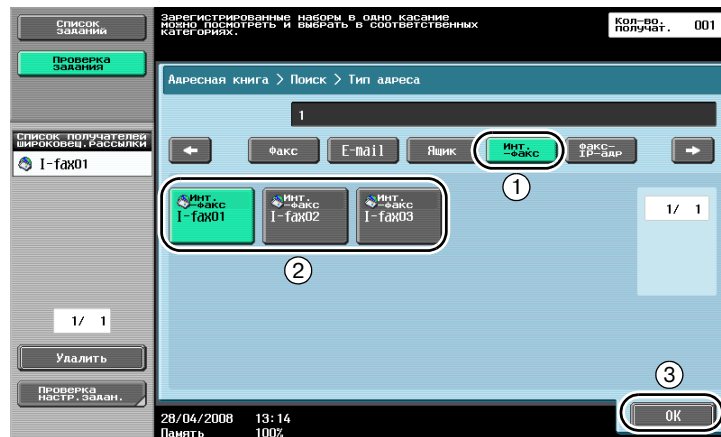 Список
заданий
Проверка
задания
Список получателей
широковещ.рассылки
I-fax01
1/ 1
Удалить
Проверка
настр.задан.
Зарегистрированные наборы в одно касание
можно посмотреть и выбрать в соответственных
категориях.
Кол-во.
получат. 001
Адресная книга > Поиск > Тип адреса
1
Факс
E-mail
Ящик
Инт.
-факс
Факс-
IP-адр
1
Инт.
-факс
I-fax01
Инт.
-факс
I-fax02
Инт.
-факс
I-fax03
1/ 1
2
3
OK
28/04/2008 13:14
Память 100%